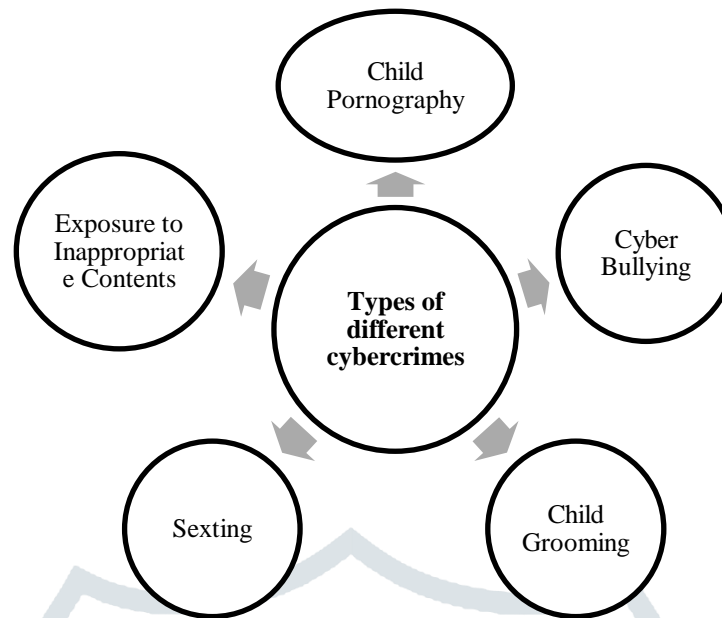 Child
Pornography
Exposure to
Inappropriat
e Contents
Cyber
Bullying
Types of
different
cybercrimes
Sexting
Child
Grooming